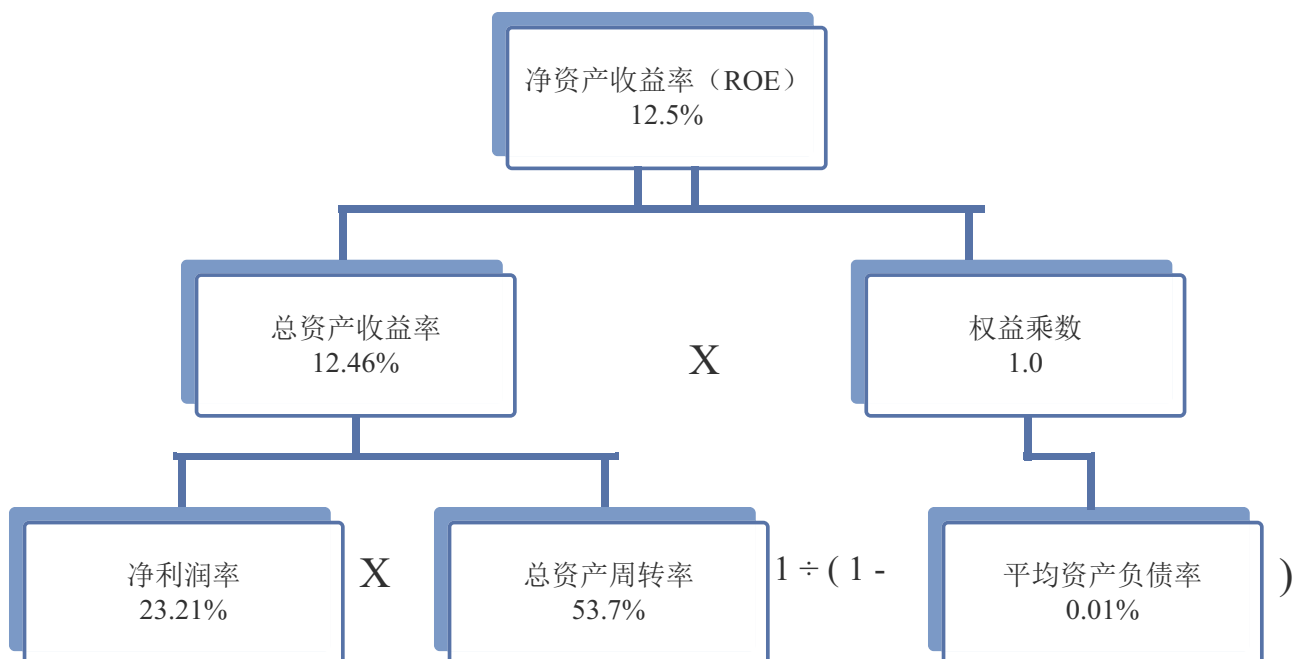 净资产收益率（ROE）
12.5%
总资产收益率
12.46%
X
权益乘数
1.0
净利润率
23.21%
X
总资产周转率
53.7%
1 ÷ ( 1 -
平均资产负债率
0.01%
)